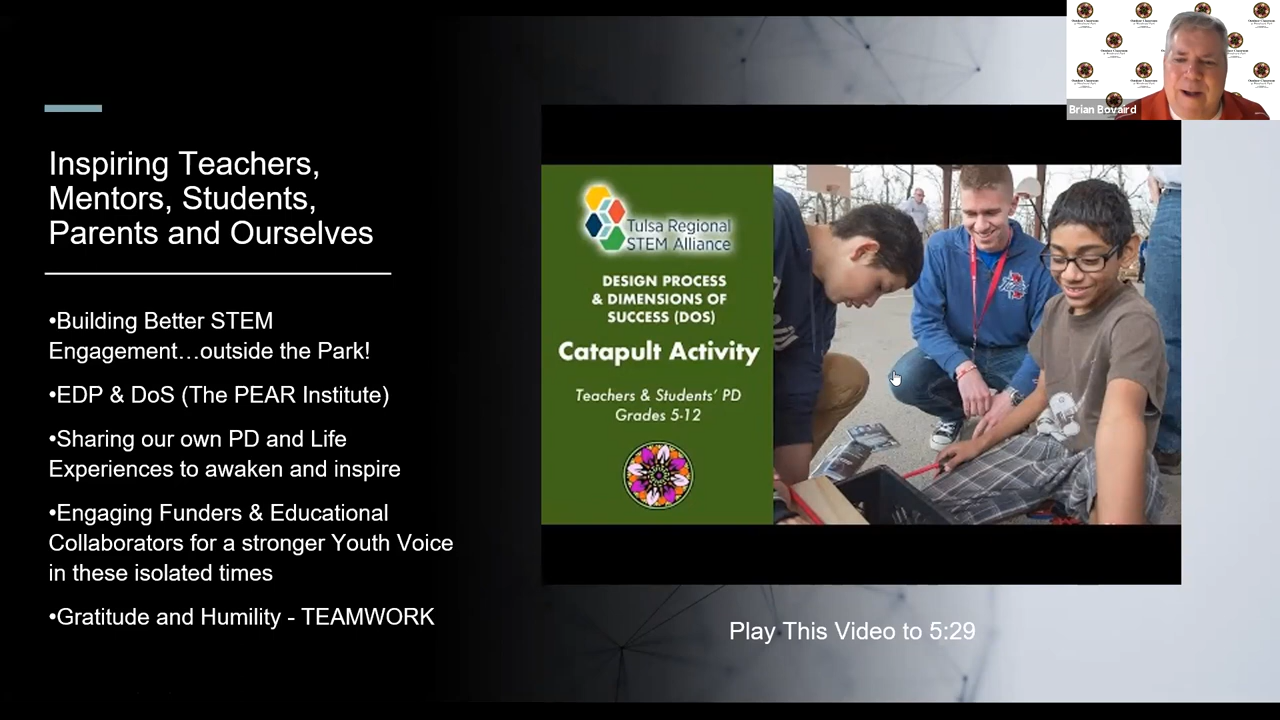 Inspiring Teachers,
Mentors, Students,
Parents and Ourselves
•Building Better STEM
Engagement…outside the Park!
•EDP & DoS (The PEAR Institute)
•Sharing our own PD and Life
Experiences to awaken and inspire
•Engaging Funders & Educational
Collaborators for a stronger Youth Voice
in these isolated times
•Gratitude and Humility - TEAMWORK
Tulsa Regional
STEM Alliance
DESIGN PROCESS
& DIMENSIONS OF
SUCCESS (DOS)
Catapult Activity
Teachers & Students' PD
Grades 5-12
Play This Video to 5:29
Brian Bovaird